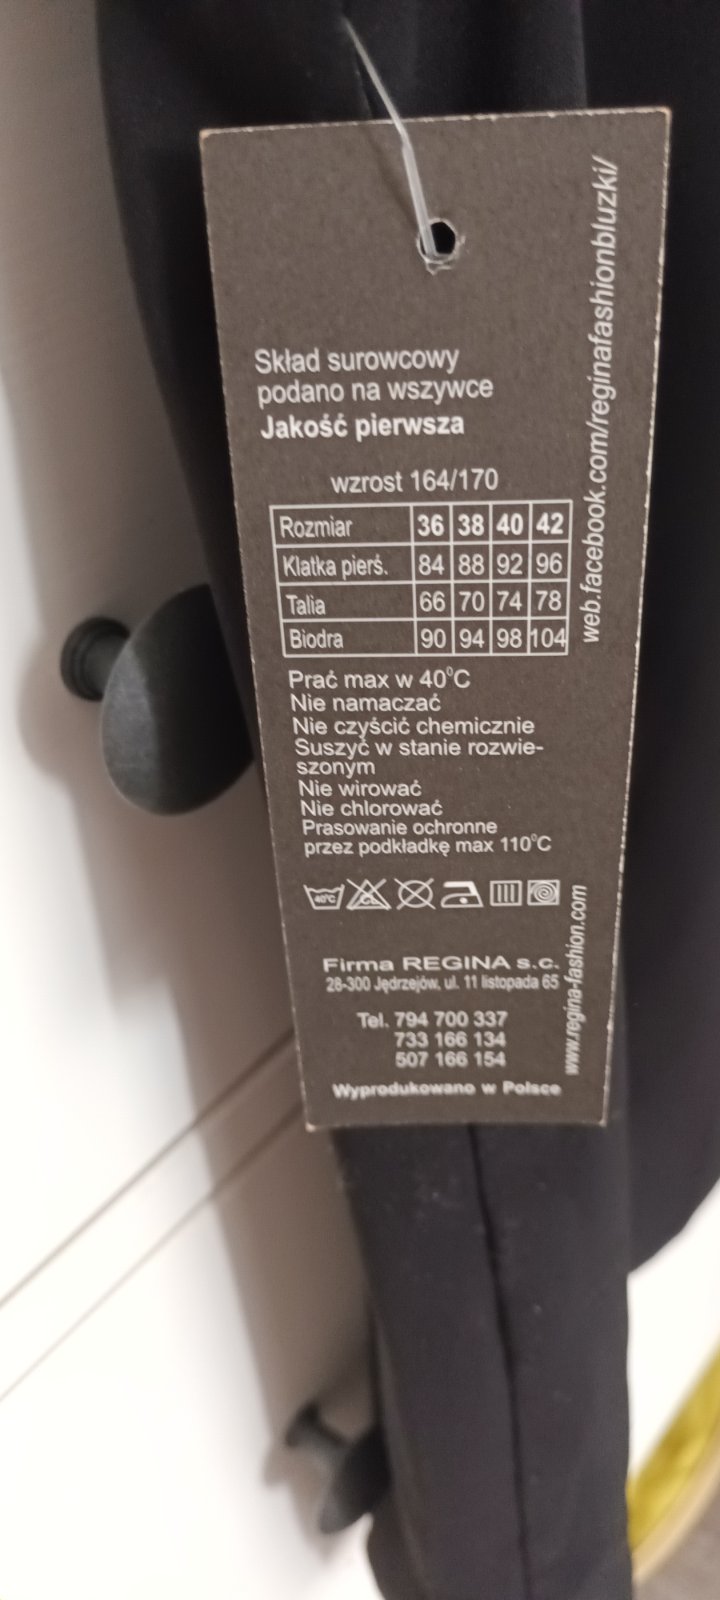 Skład surowcowy
podano na wszywce
Jakość pierwsza
wzrost 164/170
Rozmiar 36 38 40 42
Klatka pierś. 84 88 92 96
Talia 66 70 74 78
Biodra 90 94 98 104
Prać max w 40°C
Nie namaczać
Nie czyścić chemicznie
Suszyć w stanie rozwie-
szonym
Nie wirować
Nie chlorować
Prasowanie ochronne
przez podkładkę max 110°C
40°C CL
Firma REGINA s.c.
28-300 Jędrzejów, ul. 11 listopada 65
Tel. 794 700 337
733 166 134
507 166 154
Wyprodukowano w Polsce
web.facebook.com/reginafashionbluzki/
www.regina-fashion.com